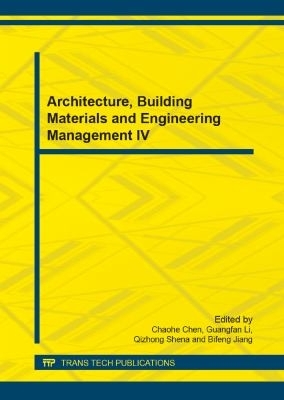 Architecture, Building
Materials and Engineering
Management IV
Edited by
Chaohe Chen, Guangfan Li,
Qizhong Shena and Bifeng Jiang
TTP TRANS TECH PUBLICATIONS